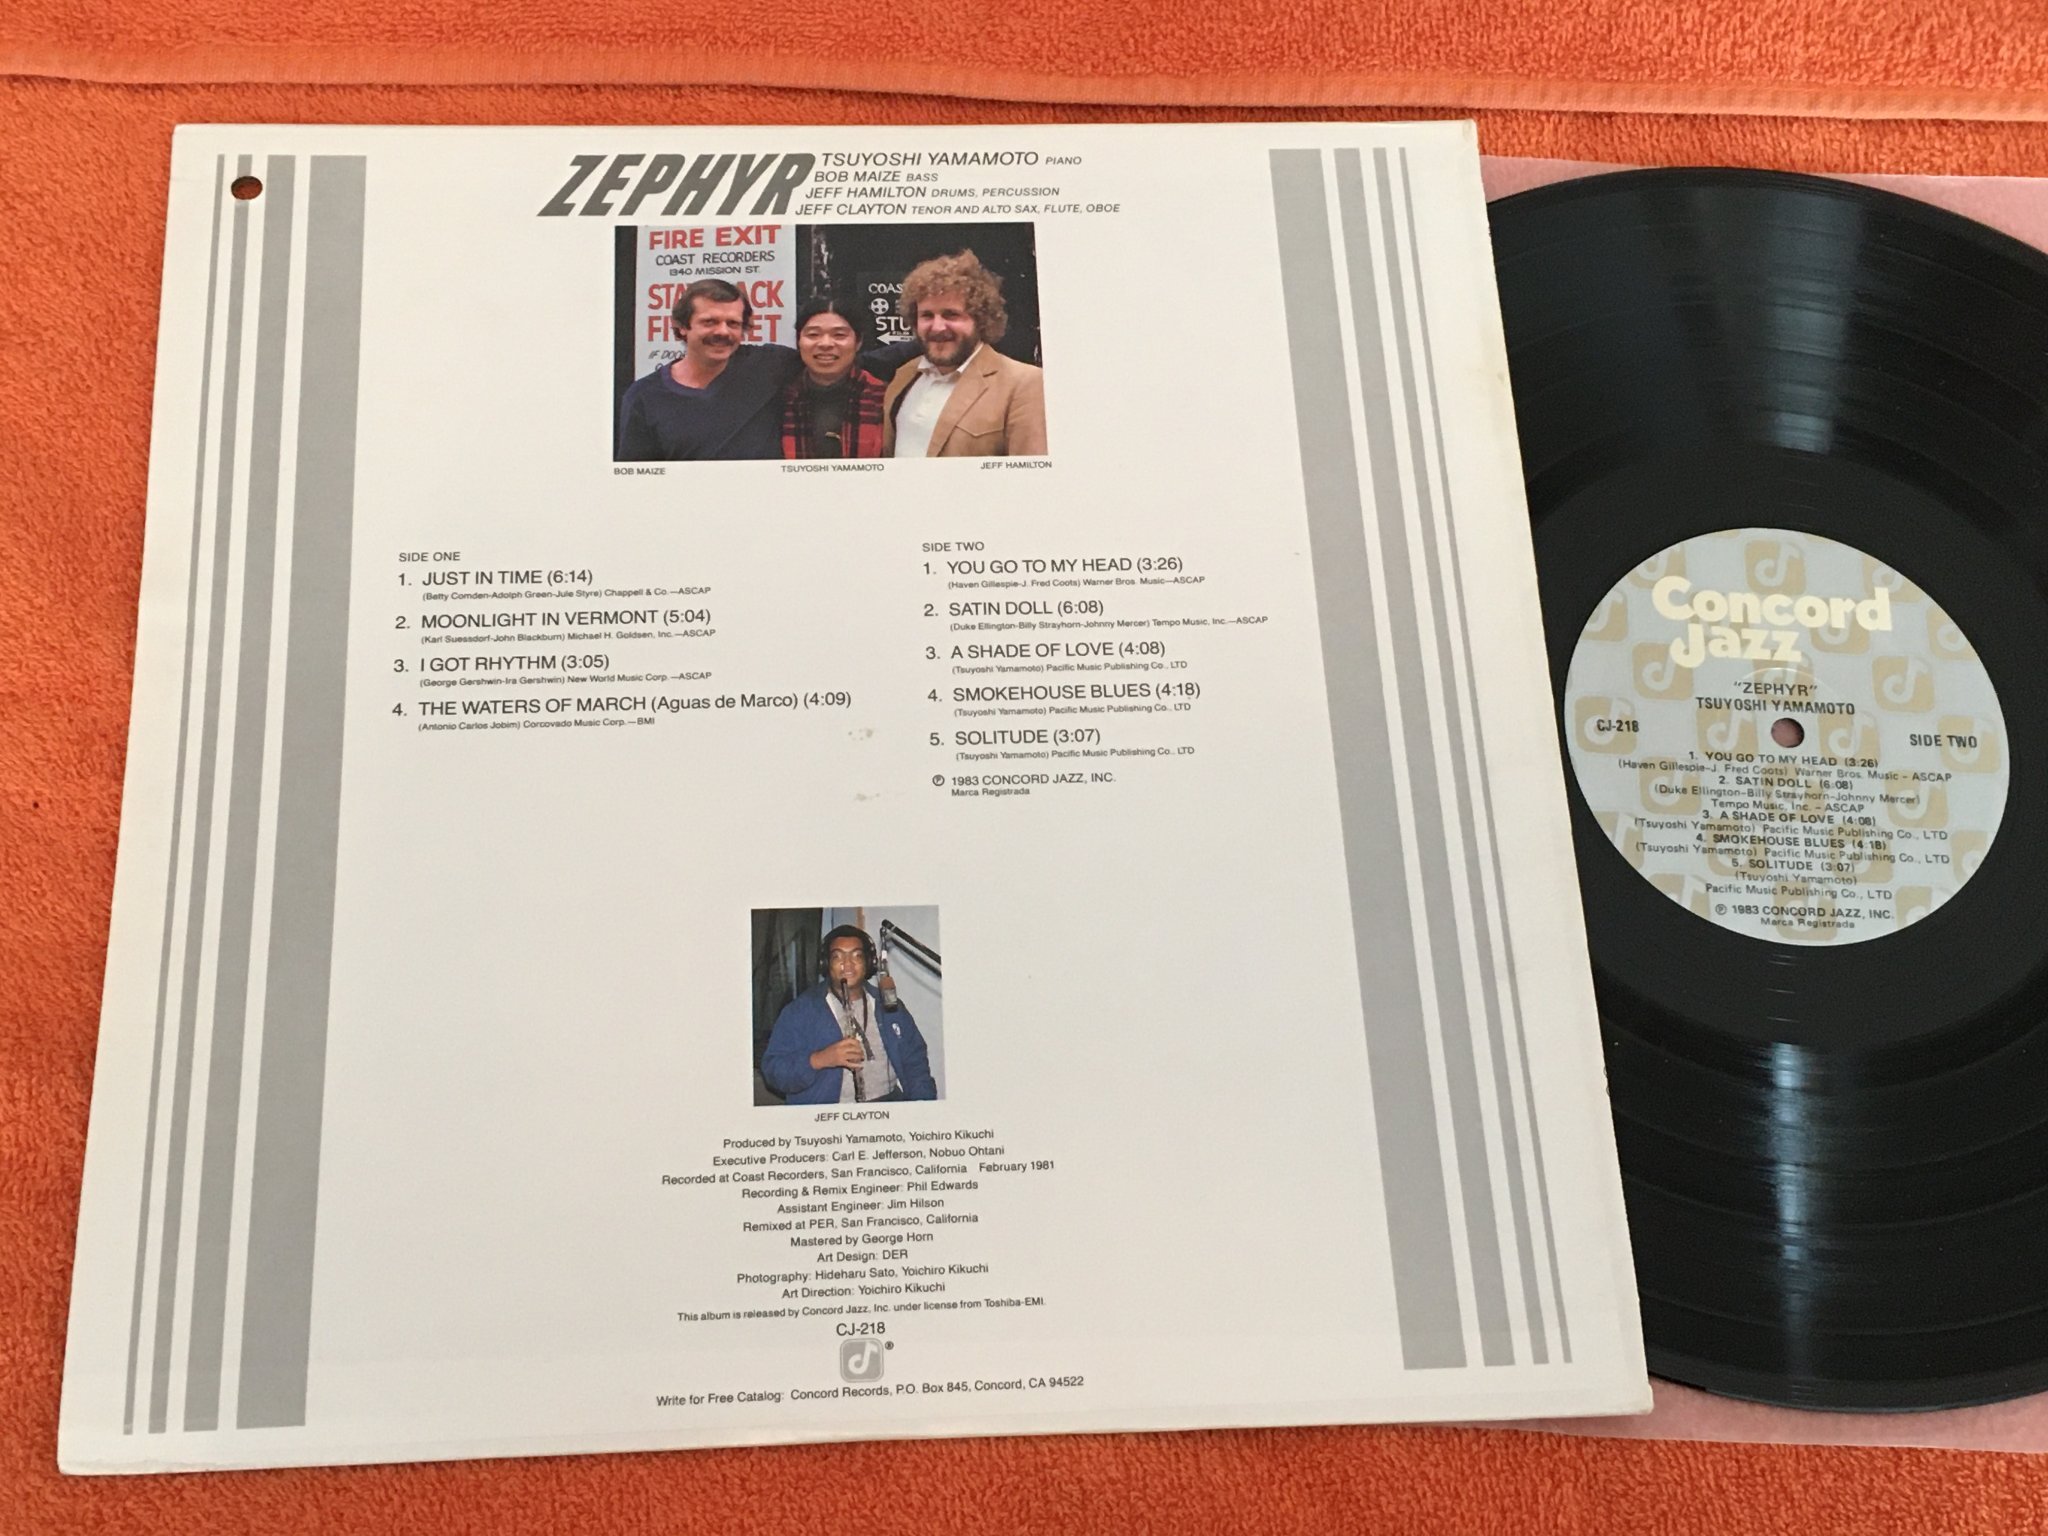 ZEPHYR
TSUYOSHI YAMAMOTO PIANO
BOB MAIZE BASS
JEFF HAMILTON DRUMS, PERCUSSION
JEFF CLAYTON TENOR AND ALTO SAX, FLUTE, OBOE
FIRE EXIT
COAST RECORDERS
1340 MISSION ST.
BOB MAIZE
TSUYOSHI YAMAMOTO
JEFF HAMILTON
SIDE ONE
1. JUST IN TIME (6:14)
(Betty Comden-Adolph Green-Jule Styre) Chappell & Co.—ASCAP
2. MOONLIGHT IN VERMONT (5:04)
(Karl Suessdorf-John Blackburn) Michael H. Goldsen, Inc.—ASCAP
3. I GOT RHYTHM (3:05)
(George Gershwin-Ira Gershwin) New World Music Corp.—ASCAP
4. THE WATERS OF MARCH (Aguas de Marco) (4:09)
(Antonio Carlos Jobim) Corcovado Music Corp.—BMI
SIDE TWO
1. YOU GO TO MY HEAD (3:26)
(Haven Gillespie-J. Fred Coots) Warner Bros. Music—ASCAP
2. SATIN DOLL (6:08)
(Duke Ellington-Billy Strayhorn-Johnny Mercer) Tempo Music, Inc.—ASCAP
3. A SHADE OF LOVE (4:08)
(Tsuyoshi Yamamoto) Pacific Music Publishing Co., LTD
4. SMOKEHOUSE BLUES (4:18)
(Tsuyoshi Yamamoto) Pacific Music Publishing Co., LTD
5. SOLITUDE (3:07)
(Tsuyoshi Yamamoto) Pacific Music Publishing Co., LTD
℗ 1983 CONCORD JAZZ, INC.
Marca Registrada
JEFF CLAYTON
Produced by Tsuyoshi Yamamoto, Yoichiro Kikuchi
Executive Producers: Carl E. Jefferson, Nobuo Ohtani
Recorded at Coast Recorders, San Francisco, California February 1981
Recording & Remix Engineer: Phil Edwards
Assistant Engineer: Jim Hilson
Remixed at PER, San Francisco, California
Mastered by George Horn
Art Design: DER
Photography: Hideharu Sato, Yoichiro Kikuchi
Art Direction: Yoichiro Kikuchi
This album is released by Concord Jazz, Inc. under license from Toshiba-EMI.
CJ-218
®
Write for Free Catalog: Concord Records, P.O. Box 845, Concord, CA 94522
Concord
Jazz
"ZEPHYR"
TSUYOSHI YAMAMOTO
CJ-218
SIDE TWO
1. YOU GO TO MY HEAD (3:26)
(Haven Gillespie-J. Fred Coots) Warner Bros. Music - ASCAP
2. SATIN DOLL (6:08)
(Duke Ellington-Billy Strayhorn-Johnny Mercer)
Tempo Music, Inc. - ASCAP
3. A SHADE OF LOVE (4:08)
(Tsuyoshi Yamamoto) Pacific Music Publishing Co., LTD
4. SMOKEHOUSE BLUES (4:18)
(Tsuyoshi Yamamoto) Pacific Music Publishing Co., LTD
5. SOLITUDE (3:07)
(Tsuyoshi Yamamoto)
Pacific Music Publishing Co., LTD
℗ 1983 CONCORD JAZZ, INC.
Marca Registrada